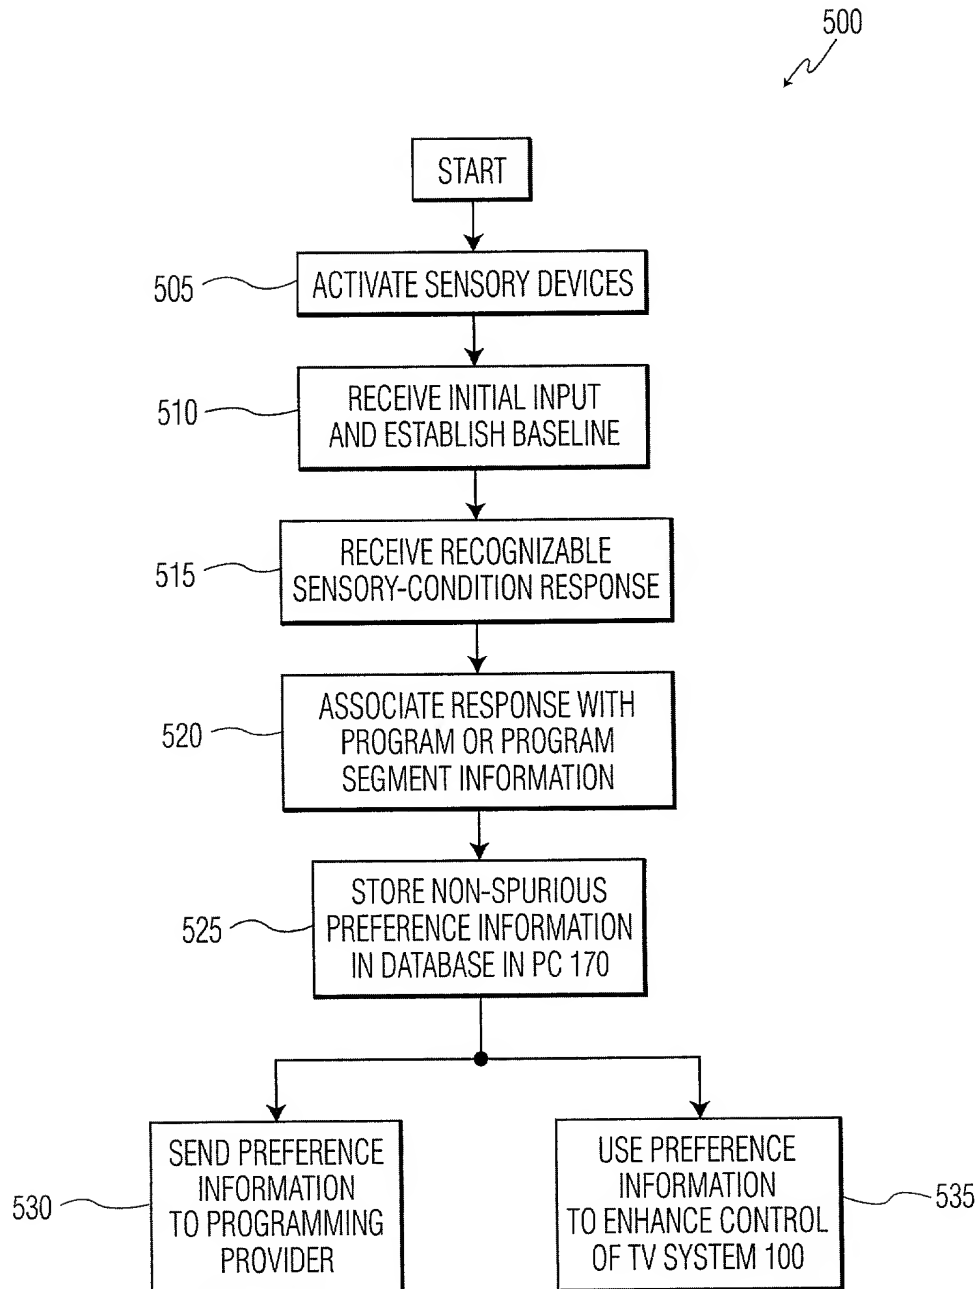 500
START
505
ACTIVATE SENSORY DEVICES
510
RECEIVE INITIAL INPUT
AND ESTABLISH BASELINE
515
RECEIVE RECOGNIZABLE
SENSORY-CONDITION RESPONSE
520
ASSOCIATE RESPONSE WITH
PROGRAM OR PROGRAM
SEGMENT INFORMATION
525
STORE NON-SPURIOUS
PREFERENCE INFORMATION
IN DATABASE IN PC 170
530
SEND PREFERENCE
INFORMATION
TO PROGRAMMING
PROVIDER
USE PREFERENCE
INFORMATION
TO ENHANCE CONTROL
OF TV SYSTEM 100
535